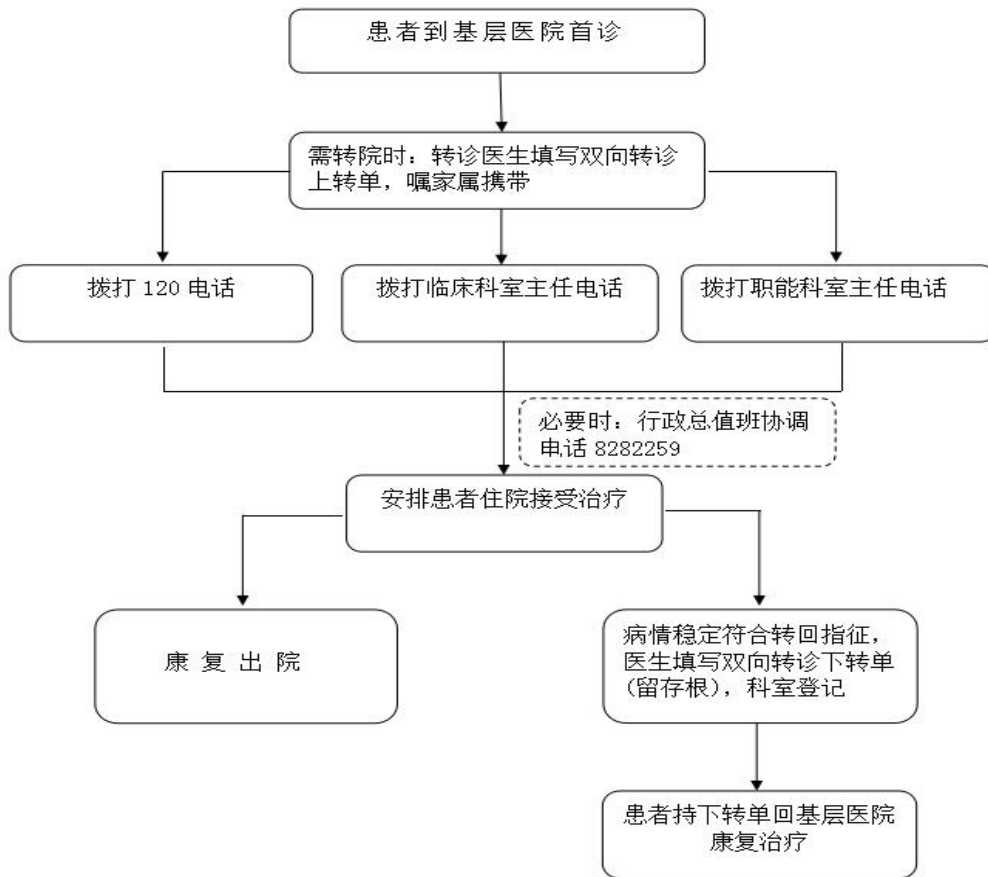 患者到基层医院首诊
需转院时：转诊医生填写双向转诊
上转单，嘱家属携带
拨打 120 电话
拨打临床科室主任电话
拨打职能科室主任电话
必要时：行政总值班协调
电话 8282259
安排患者住院接受治疗
康复出院
病情稳定符合转回指征，
医生填写双向转诊下转单
(留存根)，科室登记
患者持下转单回基层医院
康复治疗